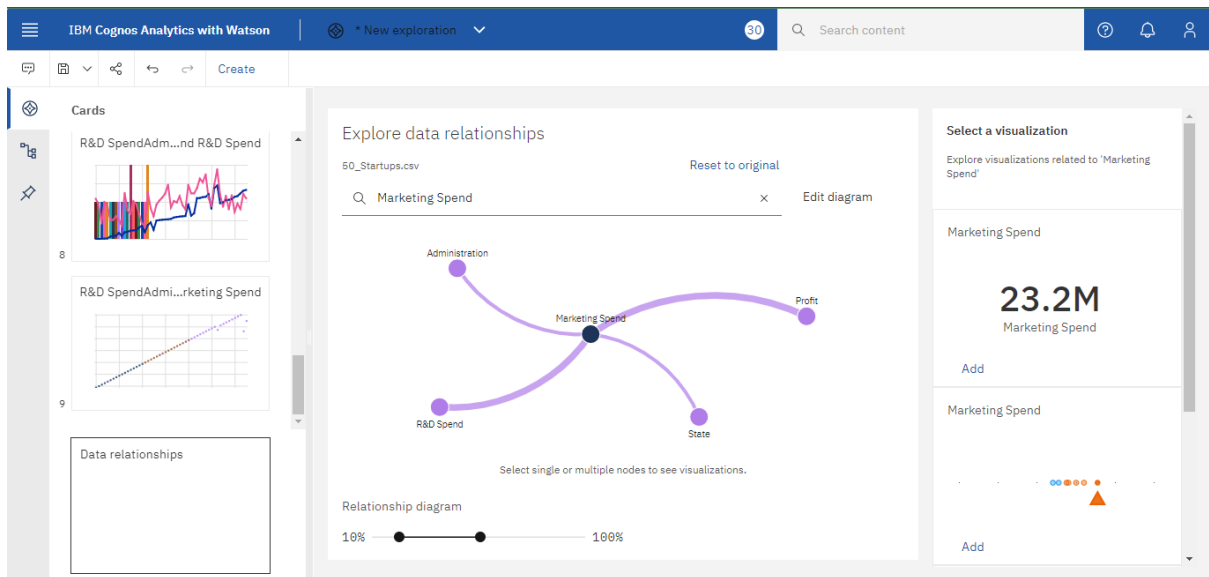 IBM Cognos Analytics with Watson
* New exploration
30
Search content
Create
Cards
R&D SpendAdm...nd R&D Spend
8
R&D SpendAdmi...rketing Spend
9
Data relationships
Explore data relationships
50_Startups.csv
Reset to original
Marketing Spend
Edit diagram
Administration
Profit
Marketing Spend
R&D Spend
State
Select single or multiple nodes to see visualizations.
Relationship diagram
10%
100%
Select a visualization
Explore visualizations related to 'Marketing
Spend'
Marketing Spend
23.2M
Marketing Spend
Add
Marketing Spend
Add